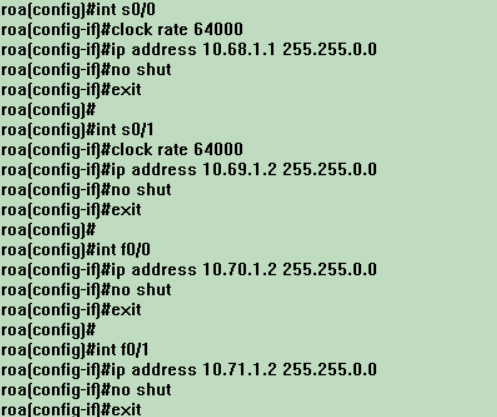 roa(config)#int s0/0
roa(config-if)#clock rate 64000
roa(config-if)#ip address 10.68.1.1 255.255.0.0
roa(config-if)#no shut
roa(config-if)#exit
roa(config)#
roa(config)#int s0/1
roa(config-if)#clock rate 64000
roa(config-if)#ip address 10.69.1.2 255.255.0.0
roa(config-if)#no shut
roa(config-if)#exit
roa(config)#
roa(config)#int f0/0
roa(config-if)#ip address 10.70.1.2 255.255.0.0
roa(config-if)#no shut
roa(config-if)#exit
roa(config)#
roa(config)#int f0/1
roa(config-if)#ip address 10.71.1.2 255.255.0.0
roa(config-if)#no shut
roa(config-if)#exit